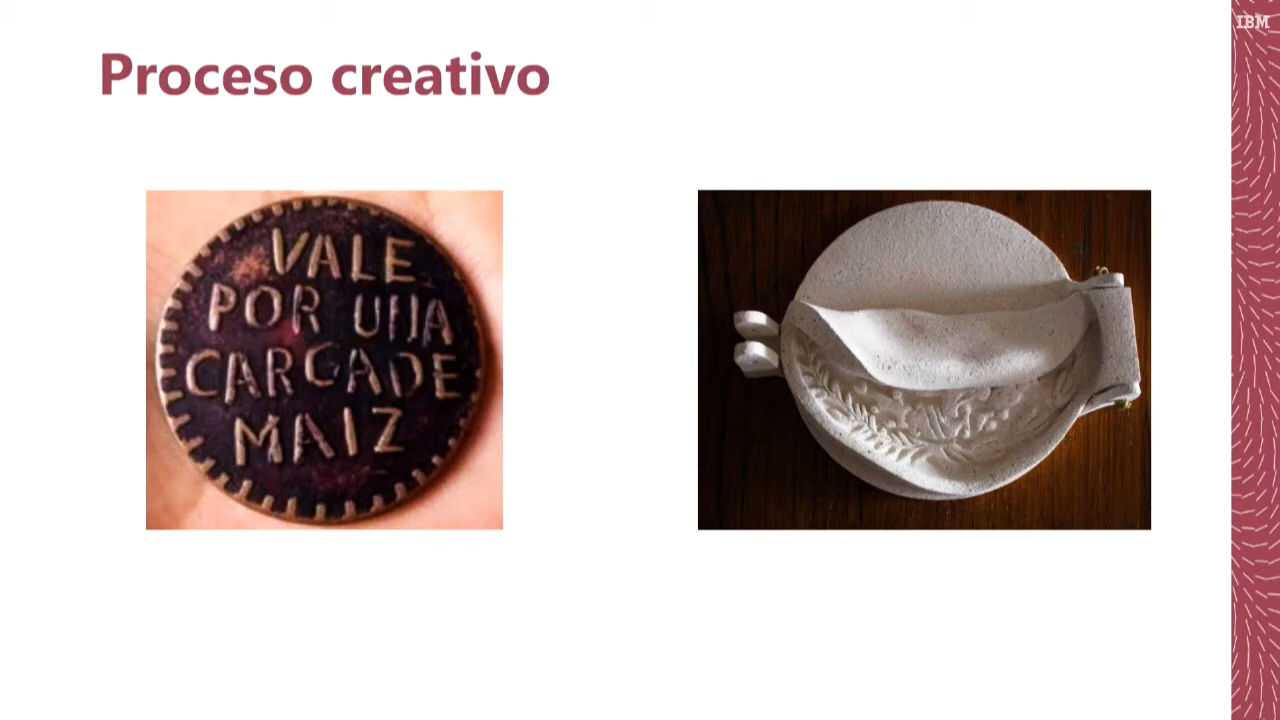 IBM
Proceso creativo
VALE
POR UNA
CARGA DE
MAIZ